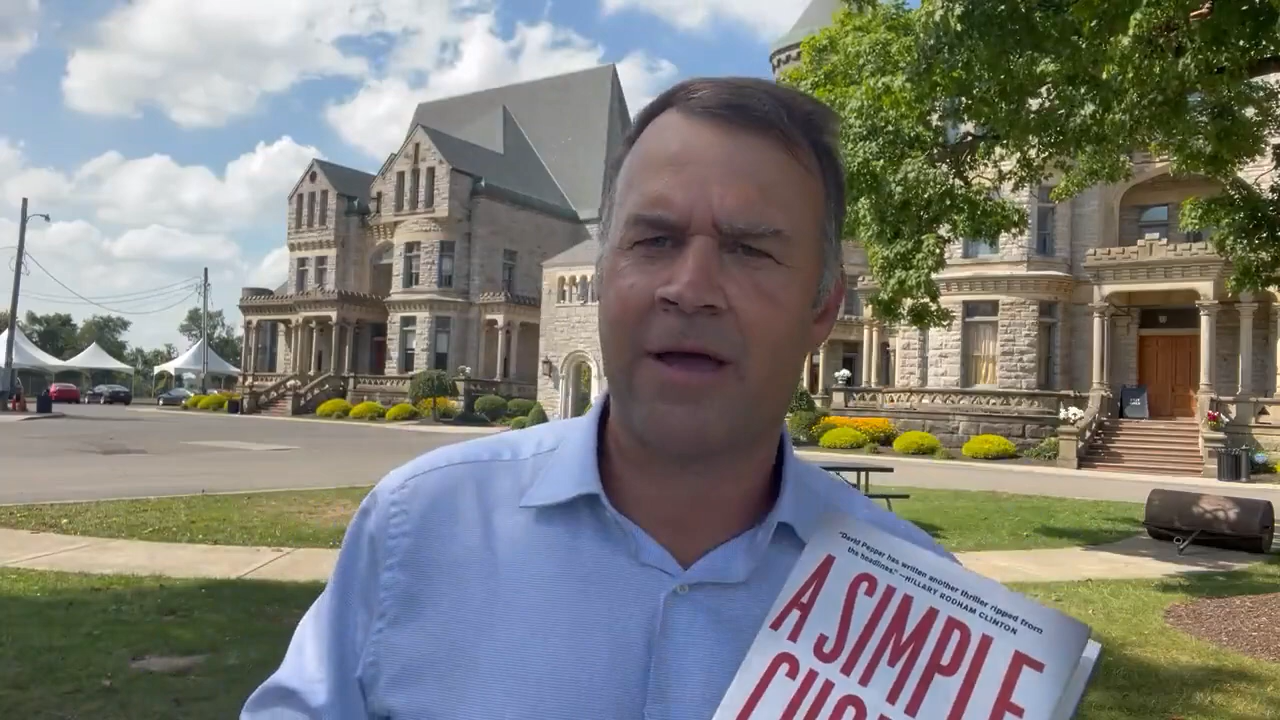 "David Pepper has written another thriller ripped from
the headlines." —HILLARY RODHAM CLINTON
A SIMPLE